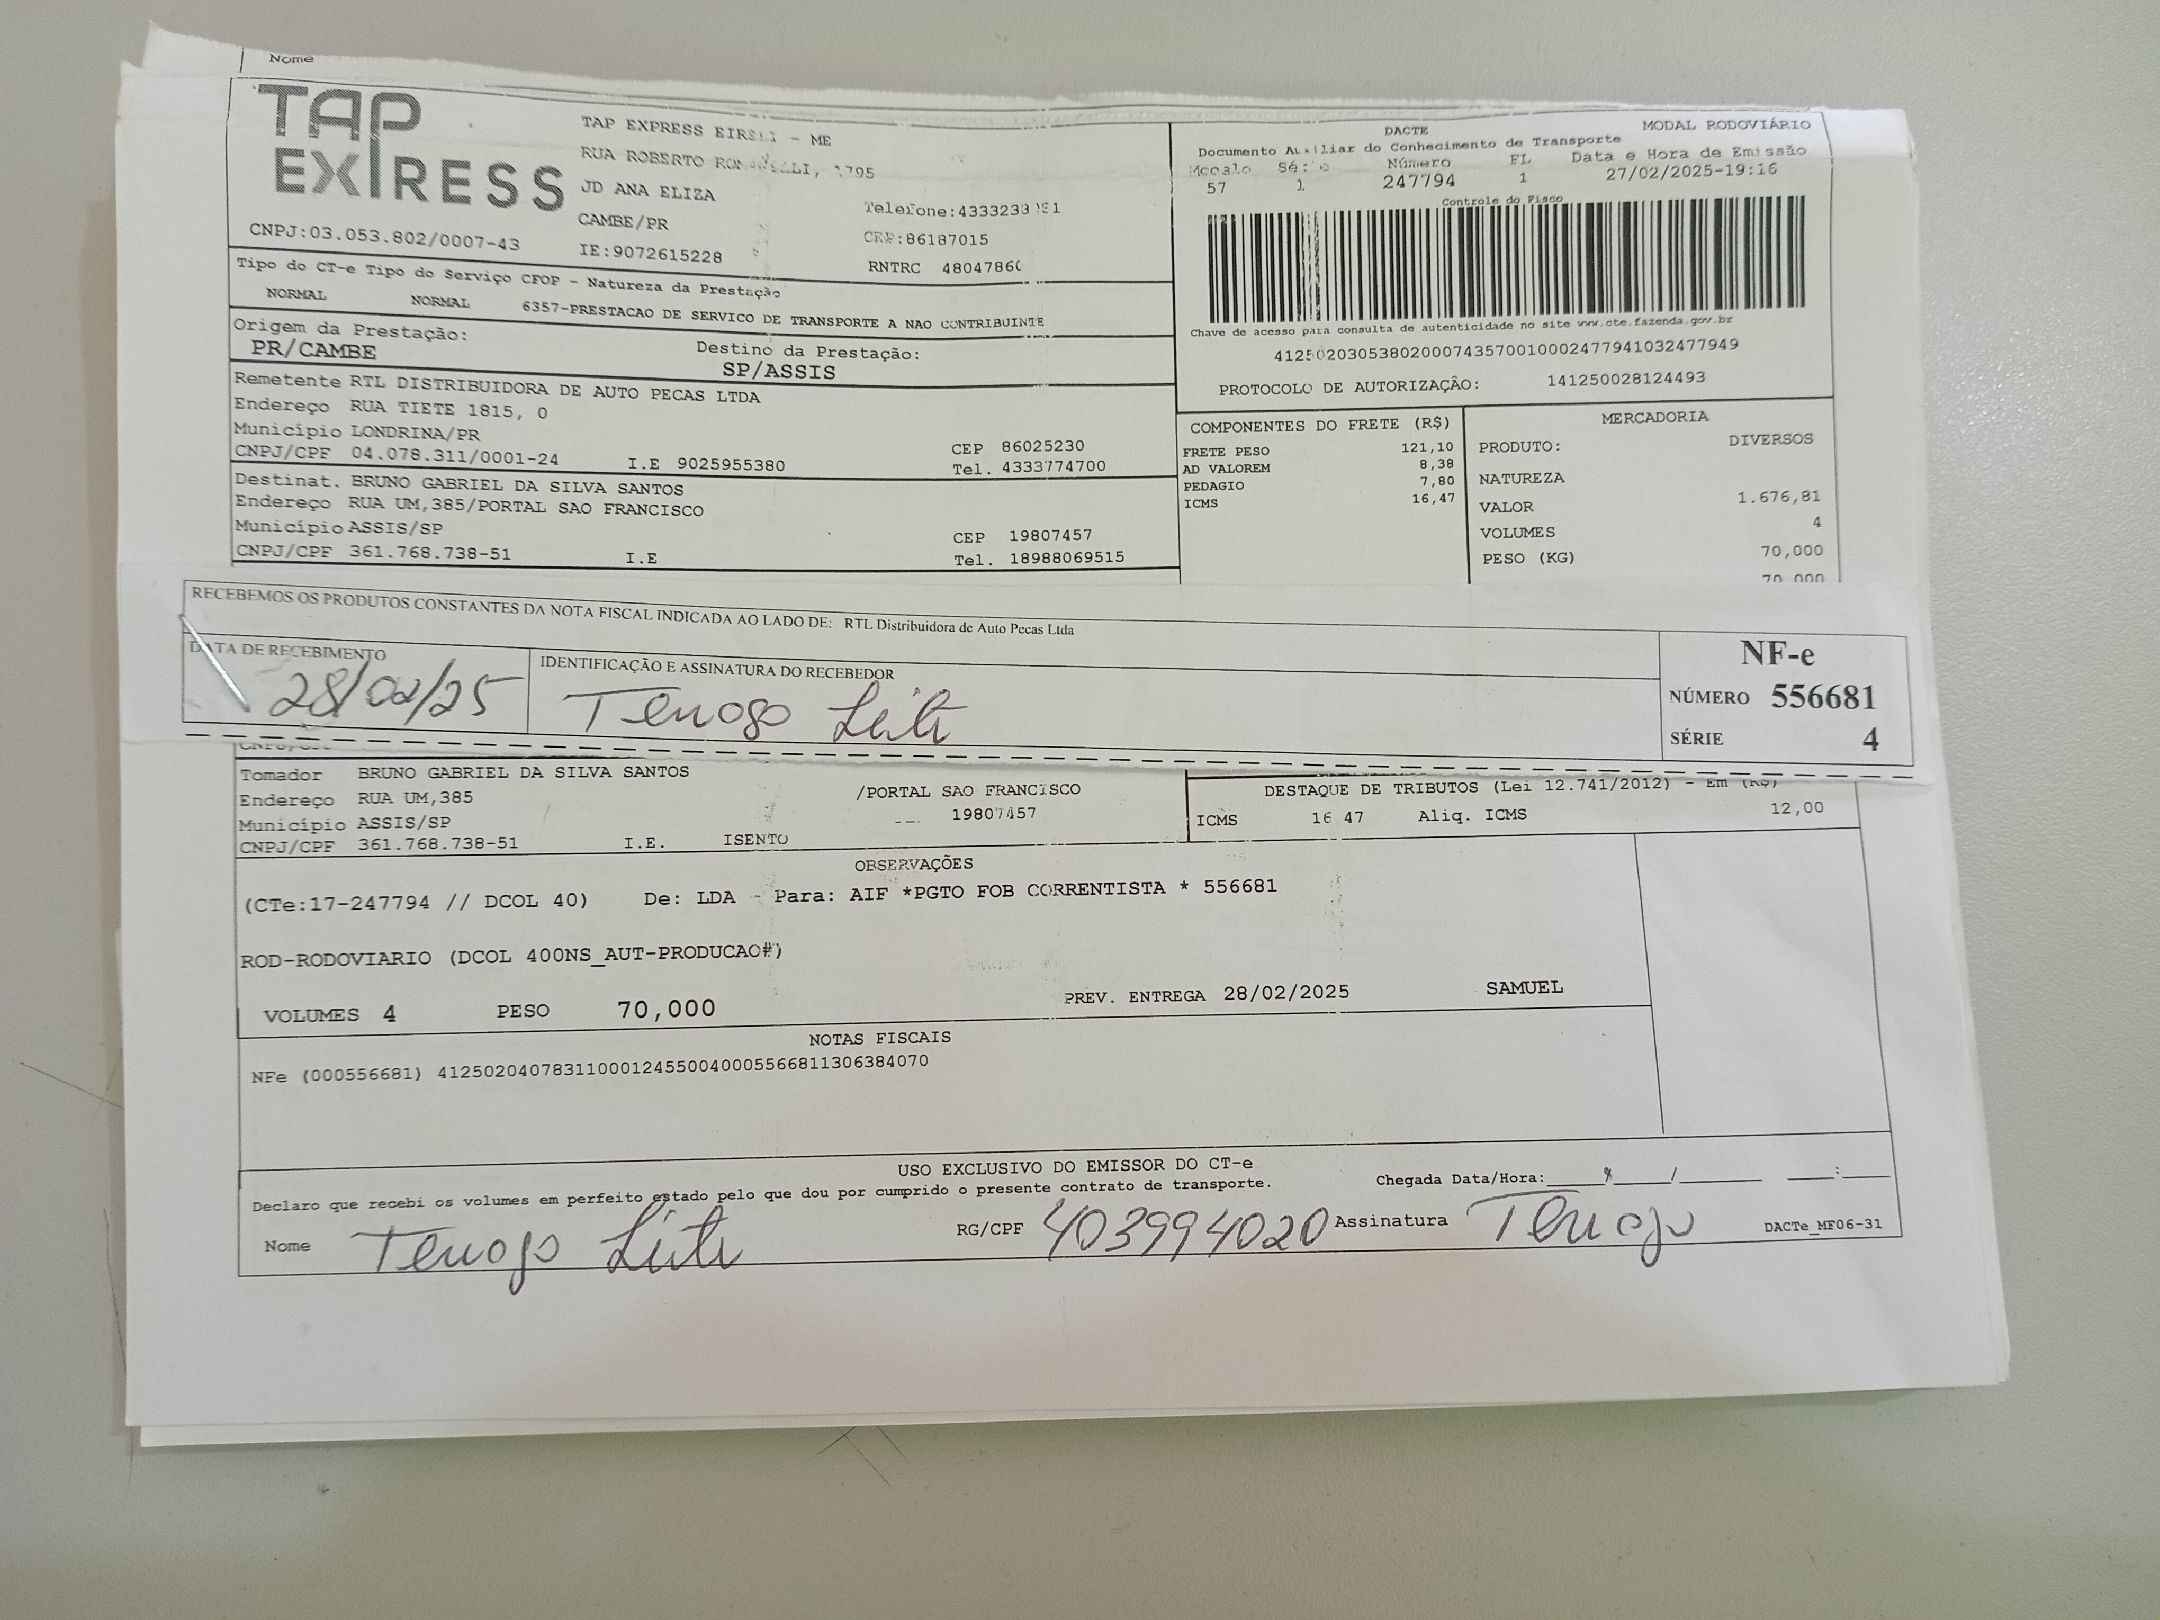 Nome
TAP EXPRESS
TAP EXPRESS EIRELI - ME
RUA ROBERTO 1795
JD ANA ELIZA
CAMBE/PR
Telefone:4333233
CNPJ:03.053.802/0007-43
IE:9072615228
CEP:86187015
RNTRC 4804786
DACTE
MODAL RODOVIÁRIO
Documento Auxiliar do Conhecimento de Transporte
Modelo Série Número FL Data e Hora de Emissão
57 1 247794 1 27/02/2025-19:16
Controle do Fisco
Chave de acesso para consulta de autenticidade no site www.cte.fazenda.gov.br
41250203053802000743570010002477941032477949
PROTOCOLO DE AUTORIZAÇÃO: 141250028124493
Tipo do CT-e Tipo do Serviço CFOP - Natureza da Prestação
NORMAL NORMAL 6357-PRESTACAO DE SERVICO DE TRANSPORTE A NAO CONTRIBUINTE
Origem da Prestação: Destino da Prestação:
PR/CAMBE SP/ASSIS
Remetente RTL DISTRIBUIDORA DE AUTO PECAS LTDA
Endereço RUA TIETE 1815, 0
Município LONDRINA/PR CEP 86025230
CNPJ/CPF 04.078.311/0001-24 I.E 9025955380 Tel. 4333774700
Destinat. BRUNO GABRIEL DA SILVA SANTOS
Endereço RUA UM,385/PORTAL SAO FRANCISCO
Município ASSIS/SP CEP 19807457
CNPJ/CPF 361.768.738-51 I.E Tel. 18988069515
COMPONENTES DO FRETE (R$)
FRETE PESO 121,10
AD VALOREM 8,38
PEDAGIO 7,80
ICMS 16,47
MERCADORIA
PRODUTO: DIVERSOS
NATUREZA
VALOR 1.676,81
VOLUMES 4
PESO (KG) 70,000
70,000
RECEBEMOS OS PRODUTOS CONSTANTES DA NOTA FISCAL INDICADA AO LADO DE: RTL Distribuidora de Auto Pecas Ltda
DATA DE RECEBIMENTO IDENTIFICAÇÃO E ASSINATURA DO RECEBEDOR
28/02/25
NF-e
NÚMERO 556681
SÉRIE 4
Tomador BRUNO GABRIEL DA SILVA SANTOS
Endereço RUA UM,385 /PORTAL SAO FRANCISCO
Município ASSIS/SP 19807457
CNPJ/CPF 361.768.738-51 I.E. ISENTO
DESTAQUE DE TRIBUTOS (Lei 12.741/2012) - Em (R$)
ICMS 16 47 Aliq. ICMS 12,00
OBSERVAÇÕES
(CTe:17-247794 // DCOL 40) De: LDA - Para: AIF *PGTO FOB CORRENTISTA * 556681
ROD-RODOVIARIO (DCOL 400NS_AUT-PRODUCAO#)
VOLUMES 4 PESO 70,000 PREV. ENTREGA 28/02/2025 SAMUEL
NOTAS FISCAIS
NFe (000556681) 41250204078311000124550040005566811306384070
USO EXCLUSIVO DO EMISSOR DO CT-e
Declaro que recebi os volumes em perfeito estado pelo que dou por cumprido o presente contrato de transporte.
Chegada Data/Hora:____/____/______ ____:____
Nome RG/CPF 403994020 Assinatura DACTe_MF06-31